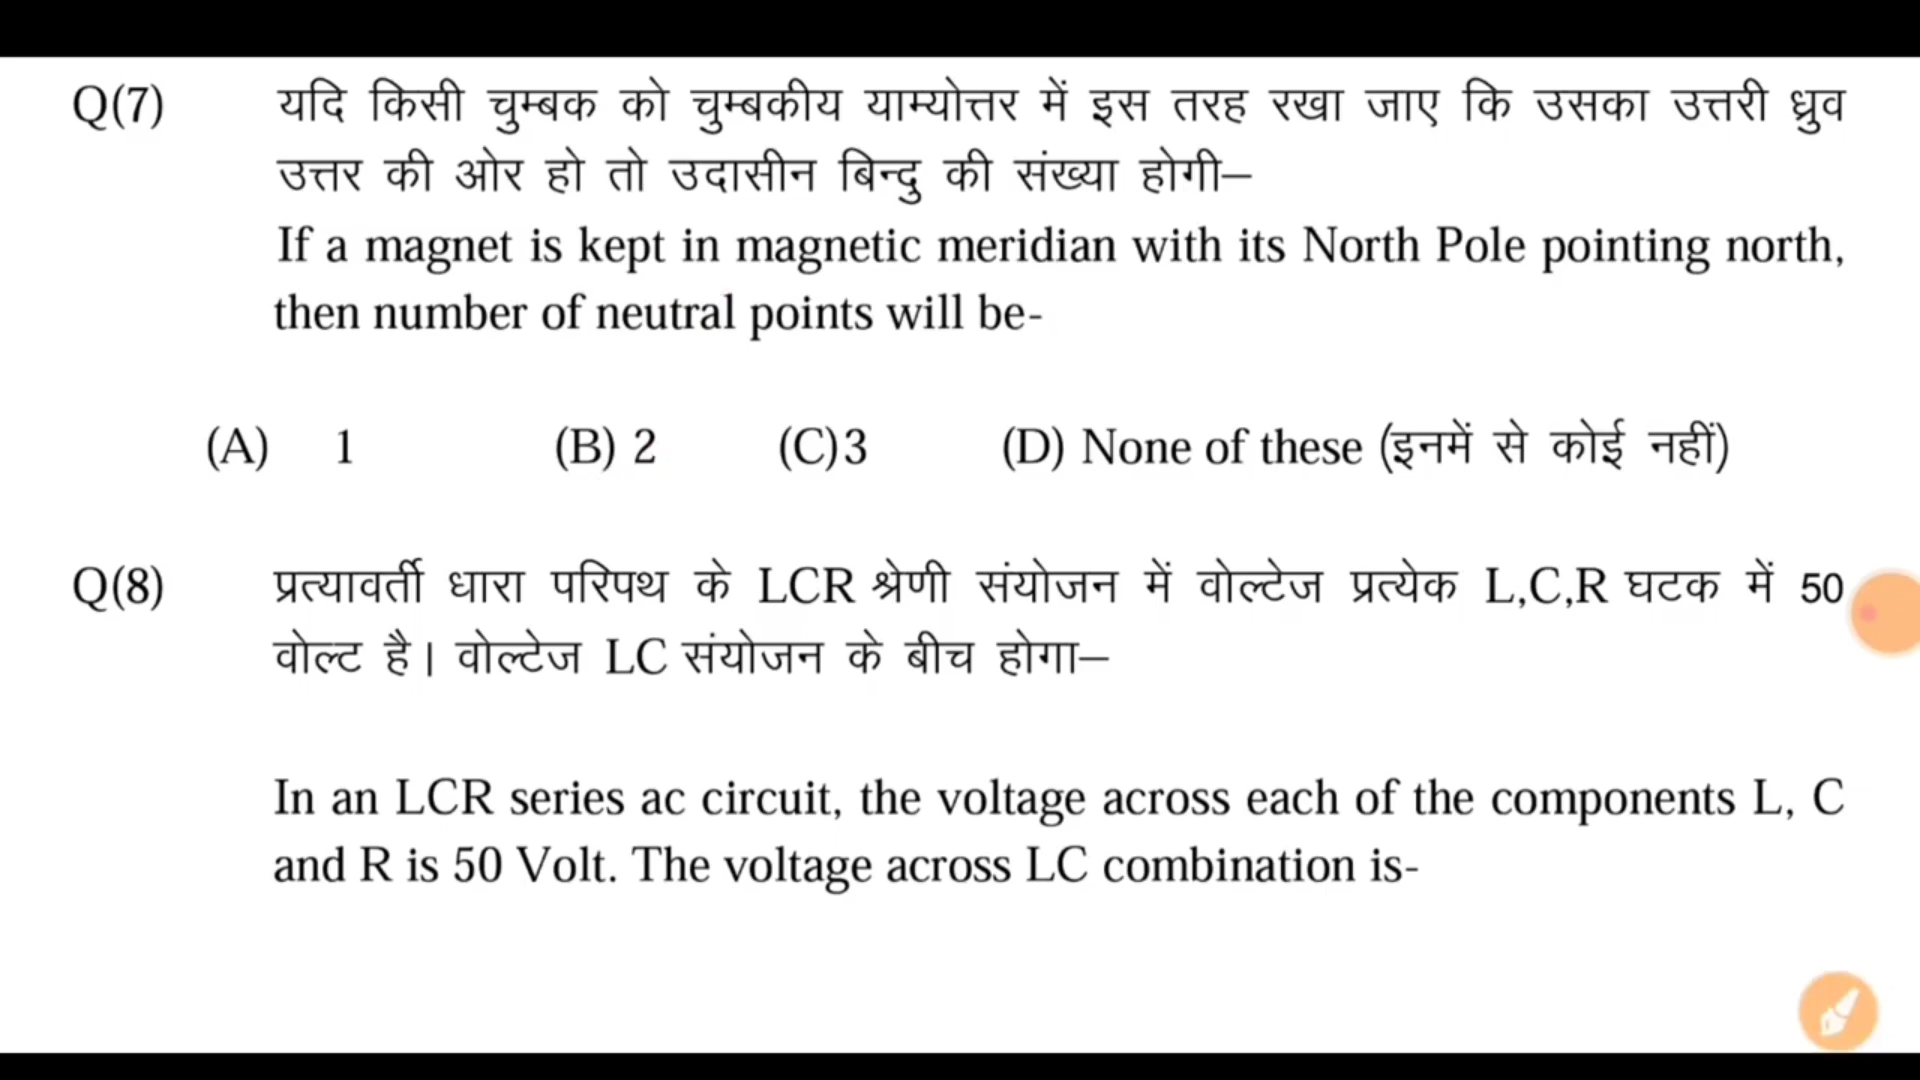 Q(7) यदि किसी चुम्बक को चुम्बकीय याम्योत्तर में इस तरह रखा जाए कि उसका उत्तरी ध्रुव
उत्तर की ओर हो तो उदासीन बिन्दु की संख्या होगी–
If a magnet is kept in magnetic meridian with its North Pole pointing north,
then number of neutral points will be-
(A) 1 (B) 2 (C)3 (D) None of these (इनमें से कोई नहीं)
Q(8) प्रत्यावर्ती धारा परिपथ के LCR श्रेणी संयोजन में वोल्टेज प्रत्येक L,C,R घटक में 50
वोल्ट है। वोल्टेज LC संयोजन के बीच होगा–
In an LCR series ac circuit, the voltage across each of the components L, C
and R is 50 Volt. The voltage across LC combination is-